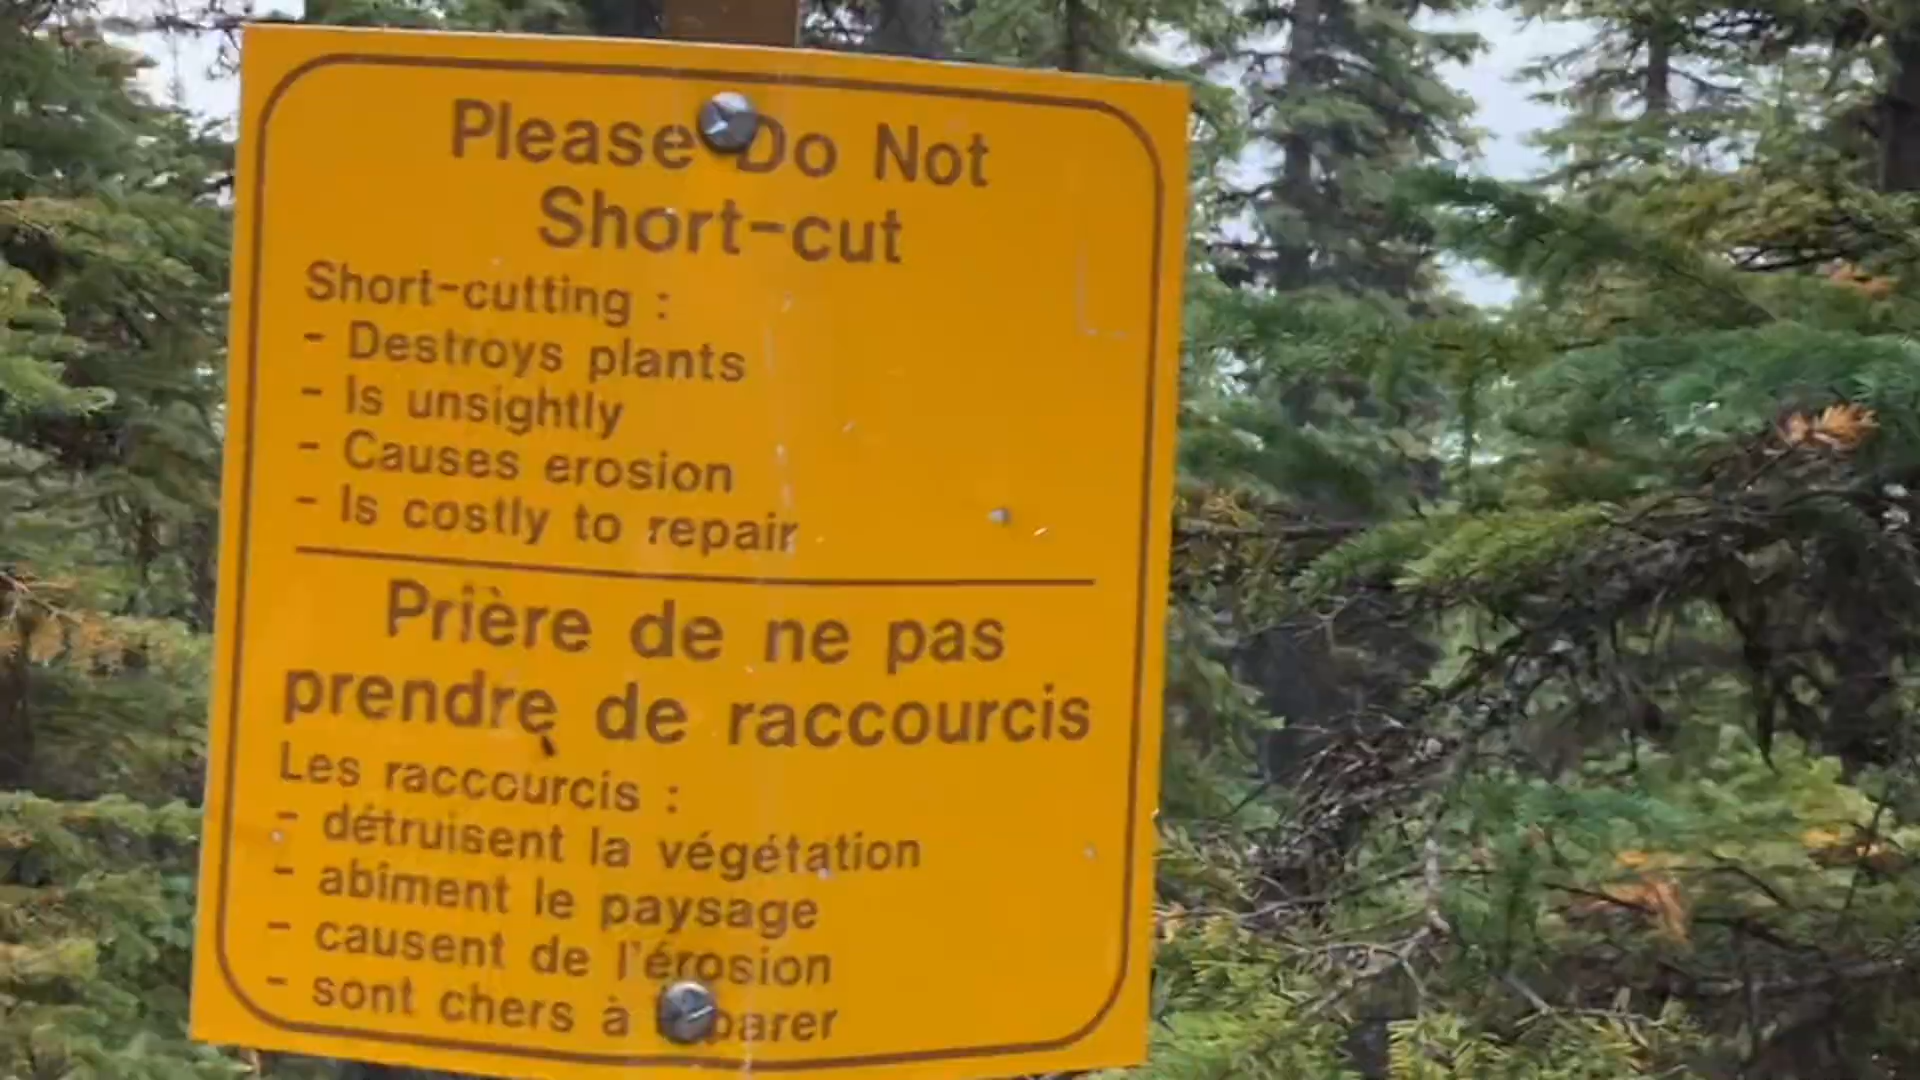 Please Do Not
Short-cut
Short-cutting :
- Destroys plants
- Is unsightly
- Causes erosion
- Is costly to repair
Prière de ne pas
prendre de raccourcis
Les raccourcis :
- détruisent la végétation
- abîment le paysage
- causent de l'érosion
- sont chers à